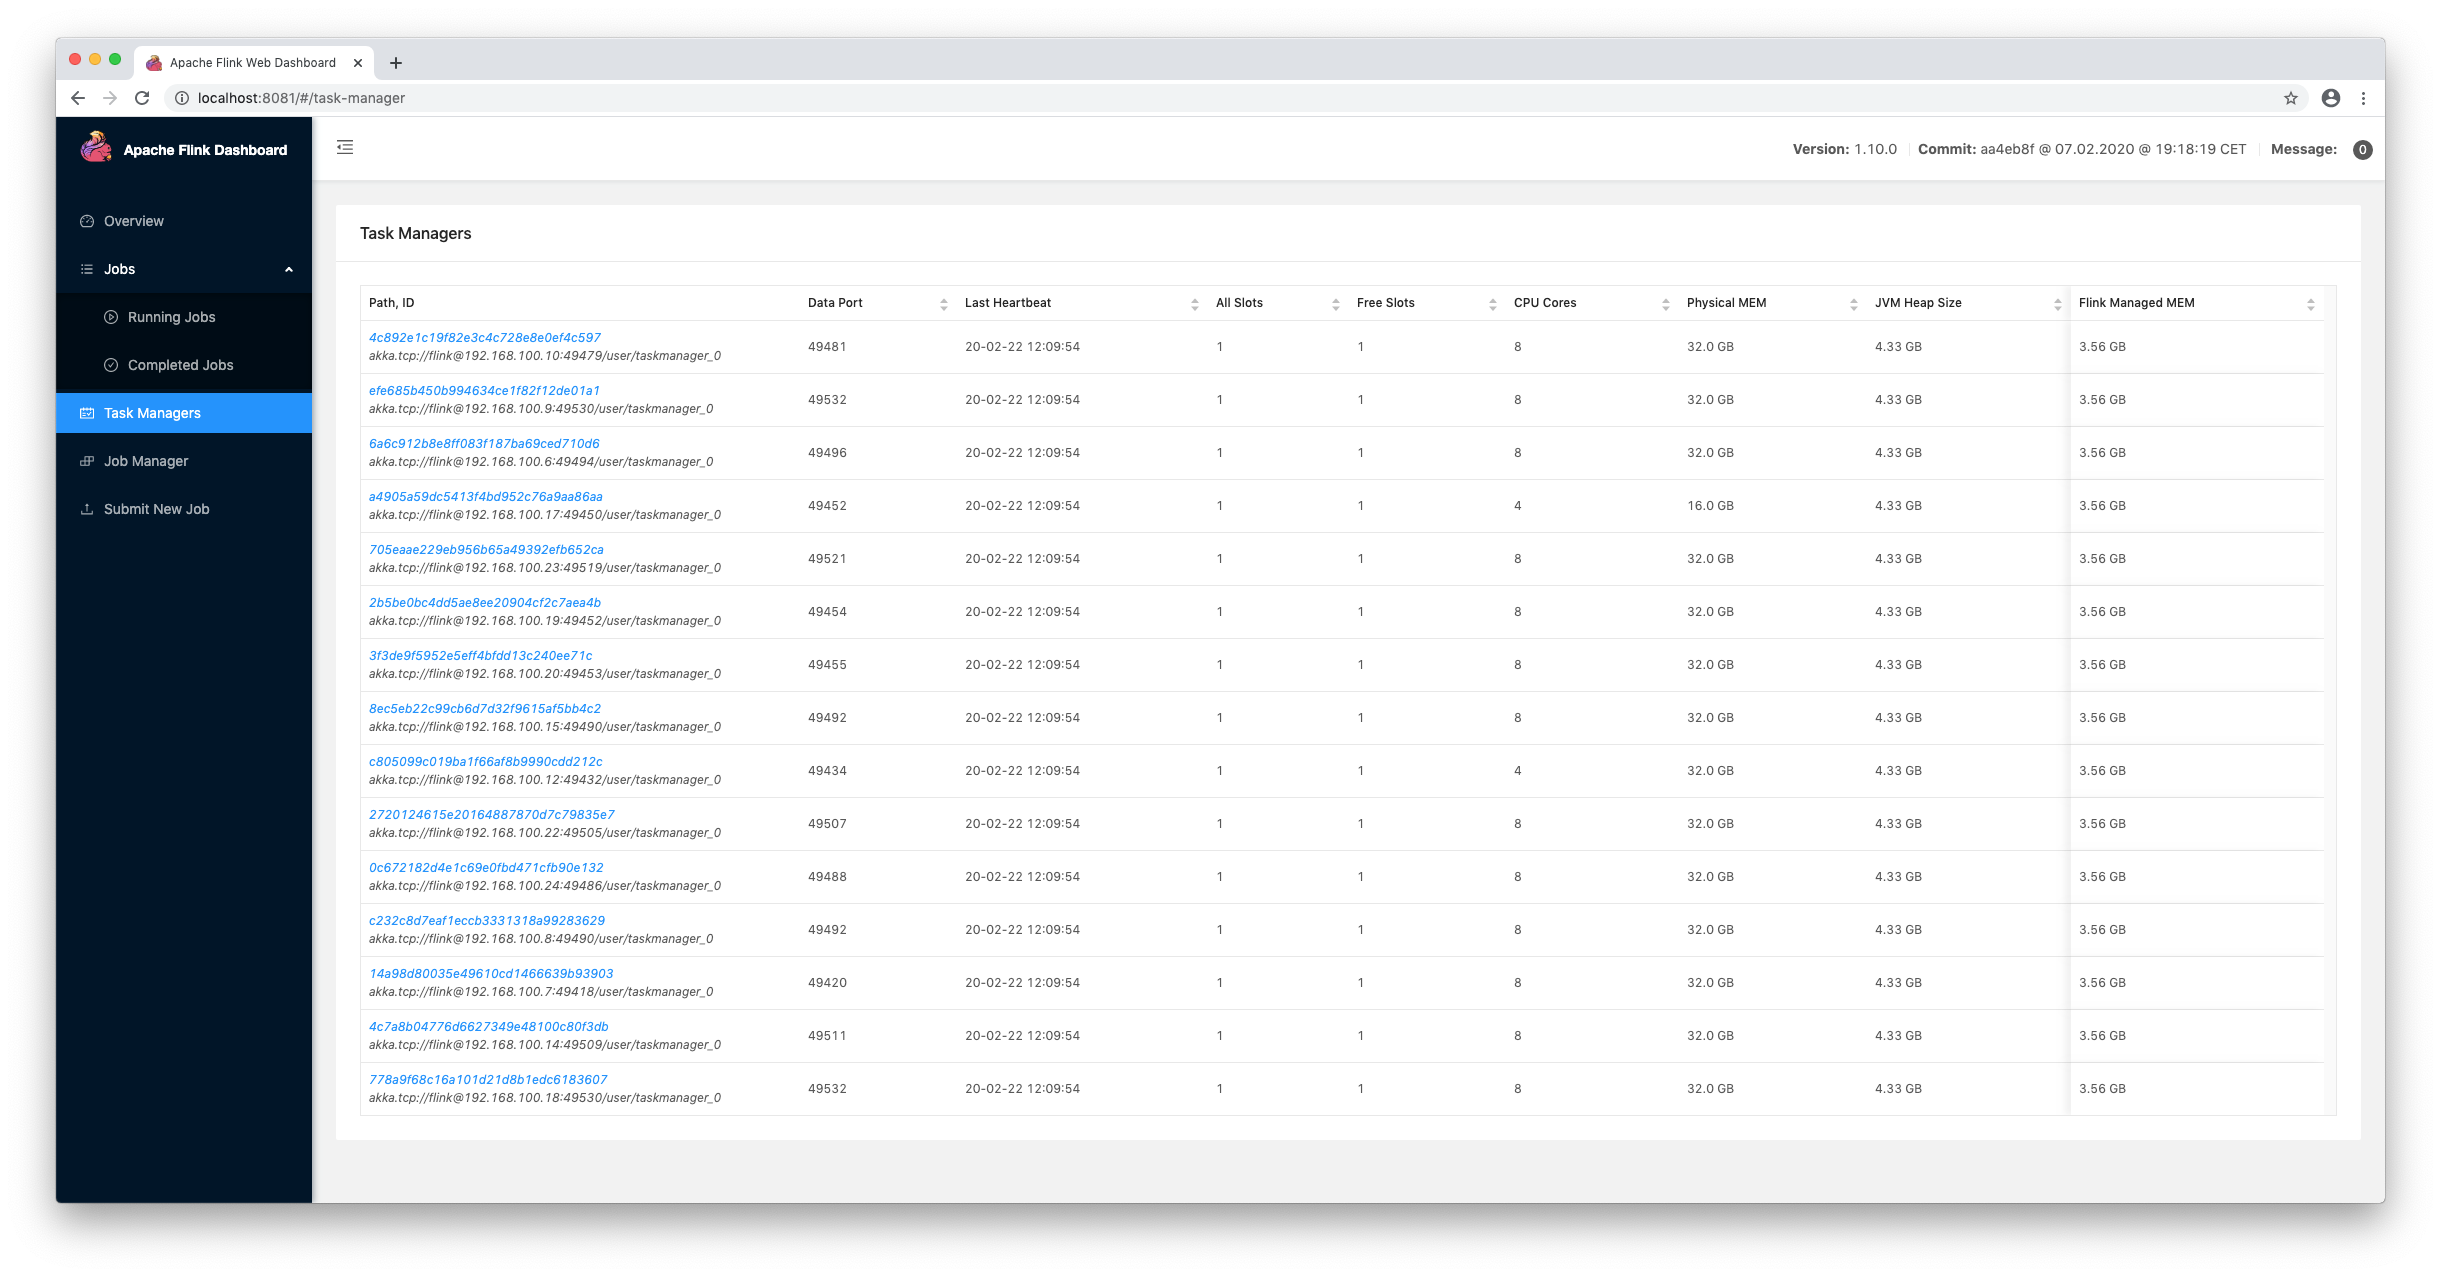 Apache Flink Web Dashboard
localhost:8081/#/task-manager
Apache Flink Dashboard
Version: 1.10.0 Commit: aa4eb8f @ 07.02.2020 @ 19:18:19 CET Message: 0
Overview
Jobs
Running Jobs
Completed Jobs
Task Managers
Job Manager
Submit New Job
Task Managers
Path, ID Data Port Last Heartbeat All Slots Free Slots CPU Cores Physical MEM JVM Heap Size Flink Managed MEM
4c892e1c19f82e3c4c728e8e0ef4c597
akka.tcp://flink@192.168.100.10:49479/user/taskmanager_0 49481 20-02-22 12:09:54 1 1 8 32.0 GB 4.33 GB 3.56 GB
efe685b450b994634ce1f82f12de01a1
akka.tcp://flink@192.168.100.9:49530/user/taskmanager_0 49532 20-02-22 12:09:54 1 1 8 32.0 GB 4.33 GB 3.56 GB
6a6c912b8e8ff083f187ba69ced710d6
akka.tcp://flink@192.168.100.6:49494/user/taskmanager_0 49496 20-02-22 12:09:54 1 1 8 32.0 GB 4.33 GB 3.56 GB
a4905a59dc5413f4bd952c76a9aa86aa
akka.tcp://flink@192.168.100.17:49450/user/taskmanager_0 49452 20-02-22 12:09:54 1 1 4 16.0 GB 4.33 GB 3.56 GB
705eaae229eb956b65a49392efb652ca
akka.tcp://flink@192.168.100.23:49519/user/taskmanager_0 49521 20-02-22 12:09:54 1 1 8 32.0 GB 4.33 GB 3.56 GB
2b5be0bc4dd5ae8ee20904cf2c7aea4b
akka.tcp://flink@192.168.100.19:49452/user/taskmanager_0 49454 20-02-22 12:09:54 1 1 8 32.0 GB 4.33 GB 3.56 GB
3f3de9f5952e5eff4bfdd13c240ee71c
akka.tcp://flink@192.168.100.20:49453/user/taskmanager_0 49455 20-02-22 12:09:54 1 1 8 32.0 GB 4.33 GB 3.56 GB
8ec5eb22c99cb6d7d32f9615af5bb4c2
akka.tcp://flink@192.168.100.15:49490/user/taskmanager_0 49492 20-02-22 12:09:54 1 1 8 32.0 GB 4.33 GB 3.56 GB
c805099c019ba1f66af8b9990cdd212c
akka.tcp://flink@192.168.100.12:49432/user/taskmanager_0 49434 20-02-22 12:09:54 1 1 4 32.0 GB 4.33 GB 3.56 GB
2720124615e20164887870d7c79835e7
akka.tcp://flink@192.168.100.22:49505/user/taskmanager_0 49507 20-02-22 12:09:54 1 1 8 32.0 GB 4.33 GB 3.56 GB
0c672182d4e1c69e0fbd471cfb90e132
akka.tcp://flink@192.168.100.24:49486/user/taskmanager_0 49488 20-02-22 12:09:54 1 1 8 32.0 GB 4.33 GB 3.56 GB
c232c8d7eaf1eccb3331318a99283629
akka.tcp://flink@192.168.100.8:49490/user/taskmanager_0 49492 20-02-22 12:09:54 1 1 8 32.0 GB 4.33 GB 3.56 GB
14a98d80035e49610cd1466639b93903
akka.tcp://flink@192.168.100.7:49418/user/taskmanager_0 49420 20-02-22 12:09:54 1 1 8 32.0 GB 4.33 GB 3.56 GB
4c7a8b04776d6627349e48100c80f3db
akka.tcp://flink@192.168.100.14:49509/user/taskmanager_0 49511 20-02-22 12:09:54 1 1 8 32.0 GB 4.33 GB 3.56 GB
778a9f68c16a101d21d8b1edc6183607
akka.tcp://flink@192.168.100.18:49530/user/taskmanager_0 49532 20-02-22 12:09:54 1 1 8 32.0 GB 4.33 GB 3.56 GB